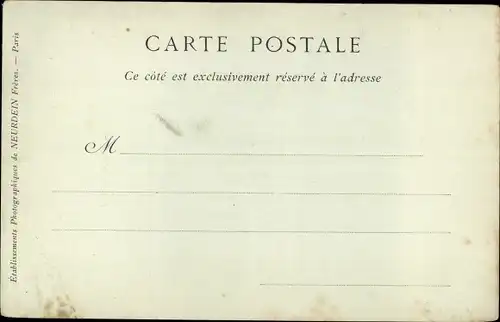 CARTE POSTALE
Ce côté est exclusivement réservé à l'adresse
M
Etablissements Photographiques de NEURDEIN Frères. — Paris